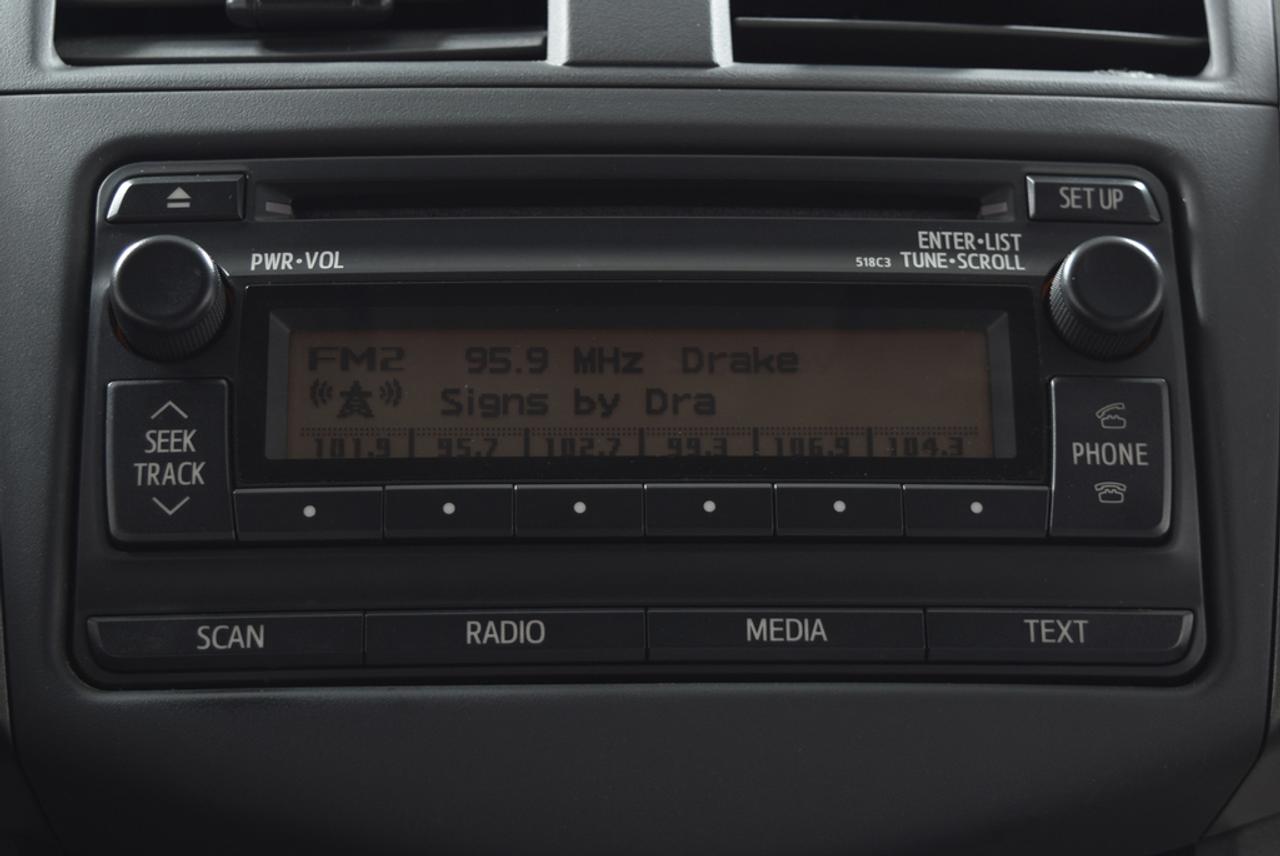 SET UP
PWR•VOL
ENTER•LIST
518C3 TUNE•SCROLL
FM2 95.9 MHz Drake
Signs by Dra
101.9 95.7 102.7 99.3 106.9 104.3
SEEK
TRACK
PHONE
SCAN RADIO MEDIA TEXT